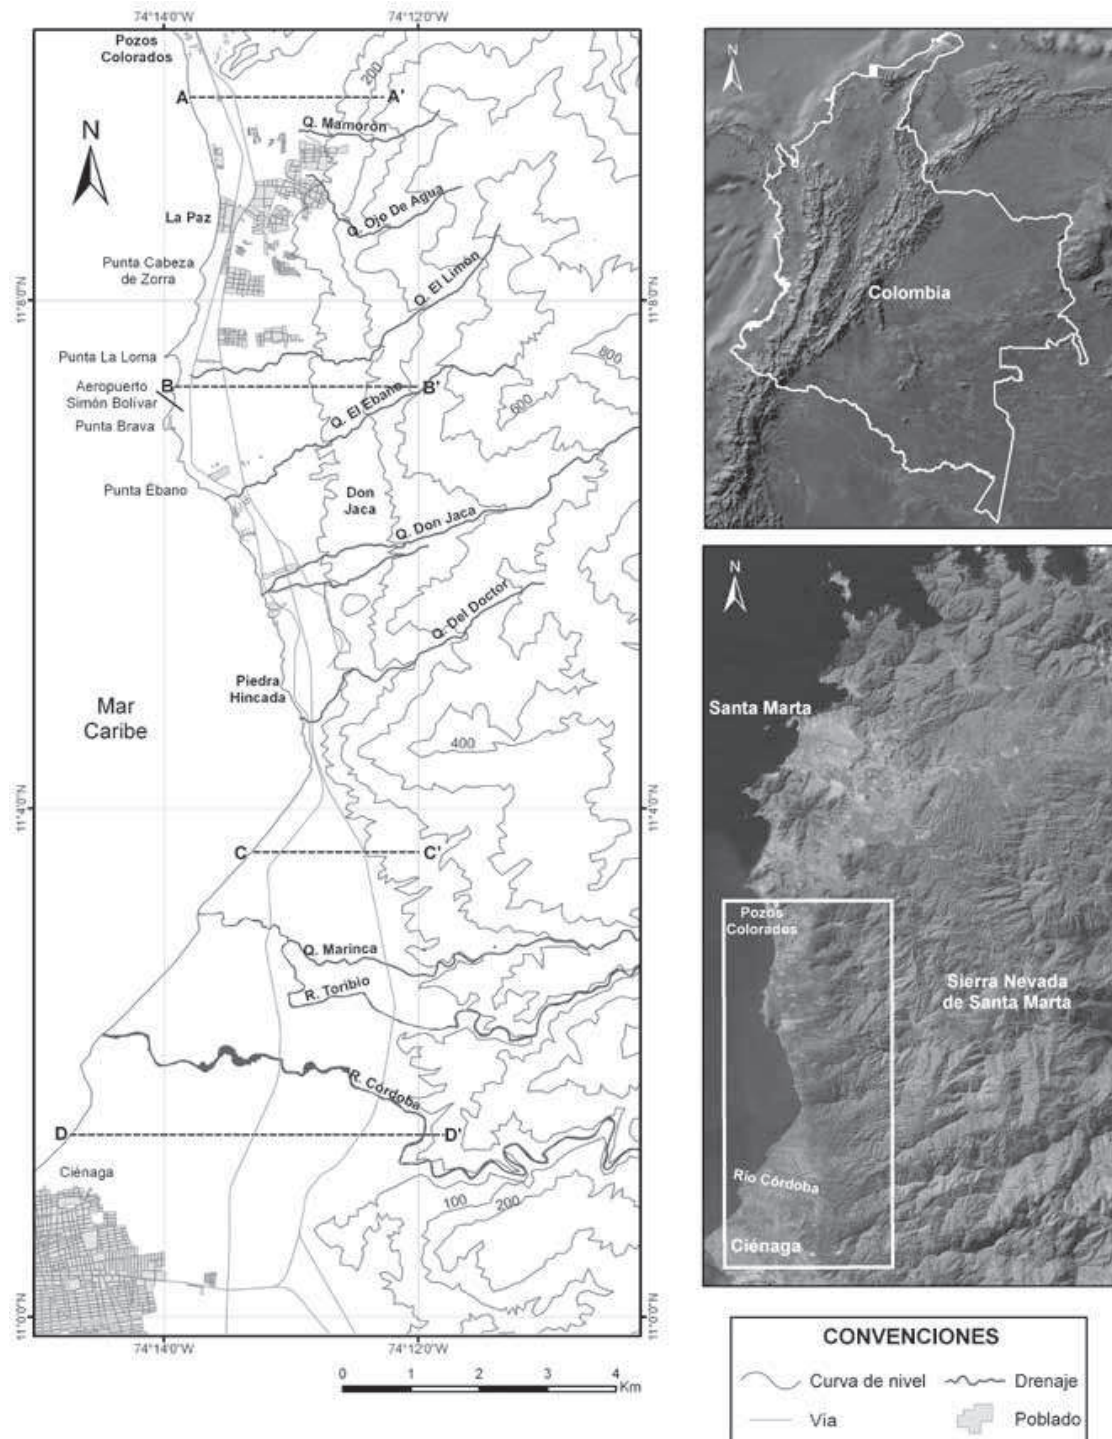 74°14'0"W
74°12'0"W
Pozos
Colorados
200
A
A'
Q. Mamorón
N
Q. Ojo De Agua
La Paz
Punta Cabeza
de Zorra
Q. El Limón
11°8'0"N
11°8'0"N
Punta La Loma
800
Aeropuerto
Simón Bolívar
B
B'
Q. El Ebano
600
Punta Brava
Punta Ébano
Don
Jaca
Q. Don Jaca
Q. Del Doctor
Piedra
Hincada
Mar
Caribe
400
11°4'0"N
11°4'0"N
C
C'
Q. Marinca
R. Toribio
R. Córdoba
D
D'
Ciénaga
100
200
11°0'0"N
11°0'0"N
74°14'0"W
74°12'0"W
0
1
2
3
4
Km
N
Colombia
N
Santa Marta
Pozos
Colorados
Sierra Nevada
de Santa Marta
Río Córdoba
Ciénaga
CONVENCIONES
Curva de nivel
Drenaje
Vía
Poblado